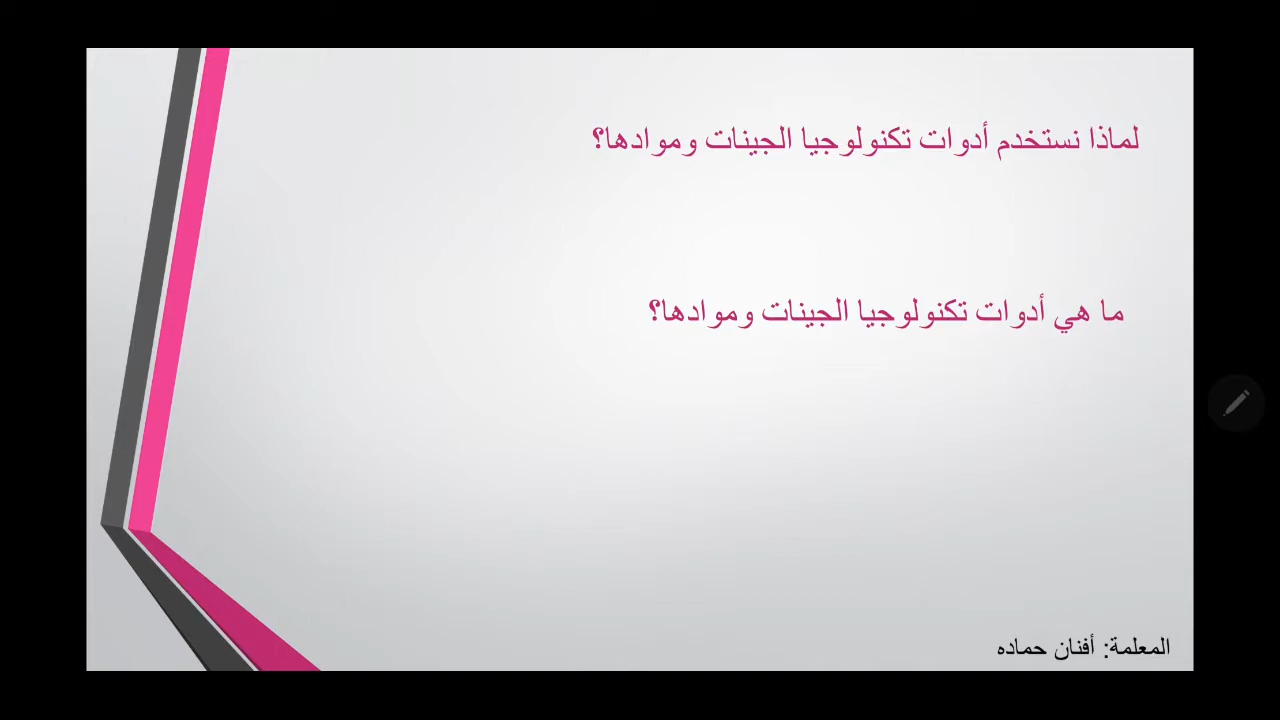 لماذا نستخدم أدوات تكنولوجيا الجينات وموادها؟
ما هي أدوات تكنولوجيا الجينات وموادها؟
المعلمة: أفنان حماده